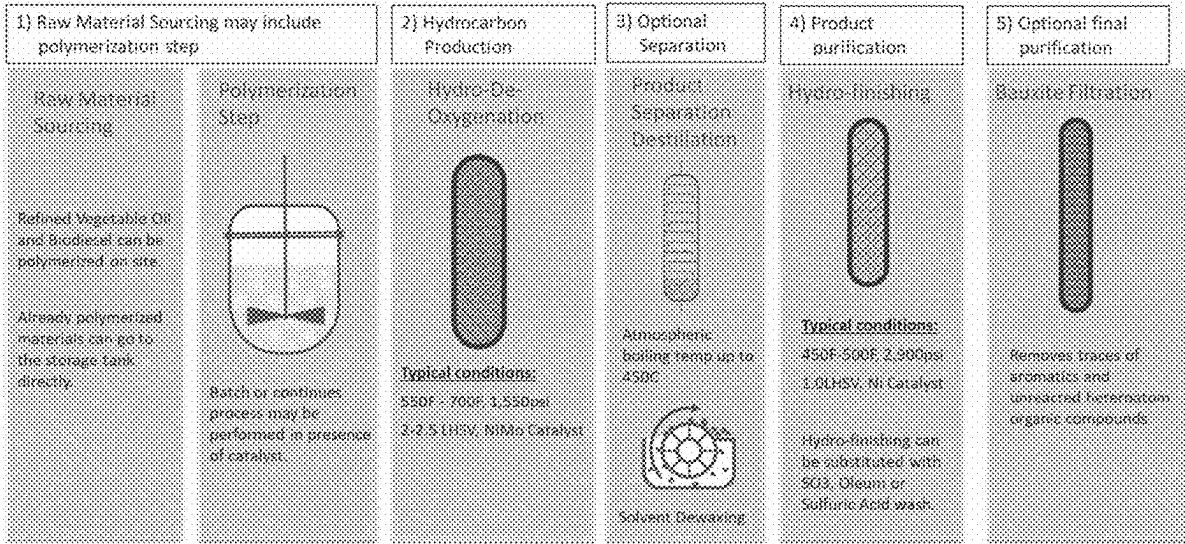 1) Raw Material Sourcing may include
polymerization step
Raw Material
Sourcing
Refined Vegetable Oil
and Biodiesel can be
polymerized on site.
Already polymerized
materials can go to
the storage tank
directly.
Polymerization
Step
Batch or continues
process may be
performed in presence
of catalyst
2) Hydrocarbon
Production
Hydro-De-
Oxygenation
Typical conditions:
550F - 700F, 1,550psi
2-2.5 LHSV, NiMo Catalyst
3) Optional
Separation
Product
Separation
Destillation
Atmospheric
boiling temp up to
450C
Solvent Dewaxing
4) Product
purification
Hydro-finishing
Typical conditions:
450F-500F, 2,900psi
1.0LHSV, Ni Catalyst
Hydro-finishing can
be substituted with
SO3, Oleum or
Sulfuric Acid wash.
5) Optional final
purification
Bauxite Filtration
Removes traces of
aromatics and
unreacted hereroatom
organic compounds